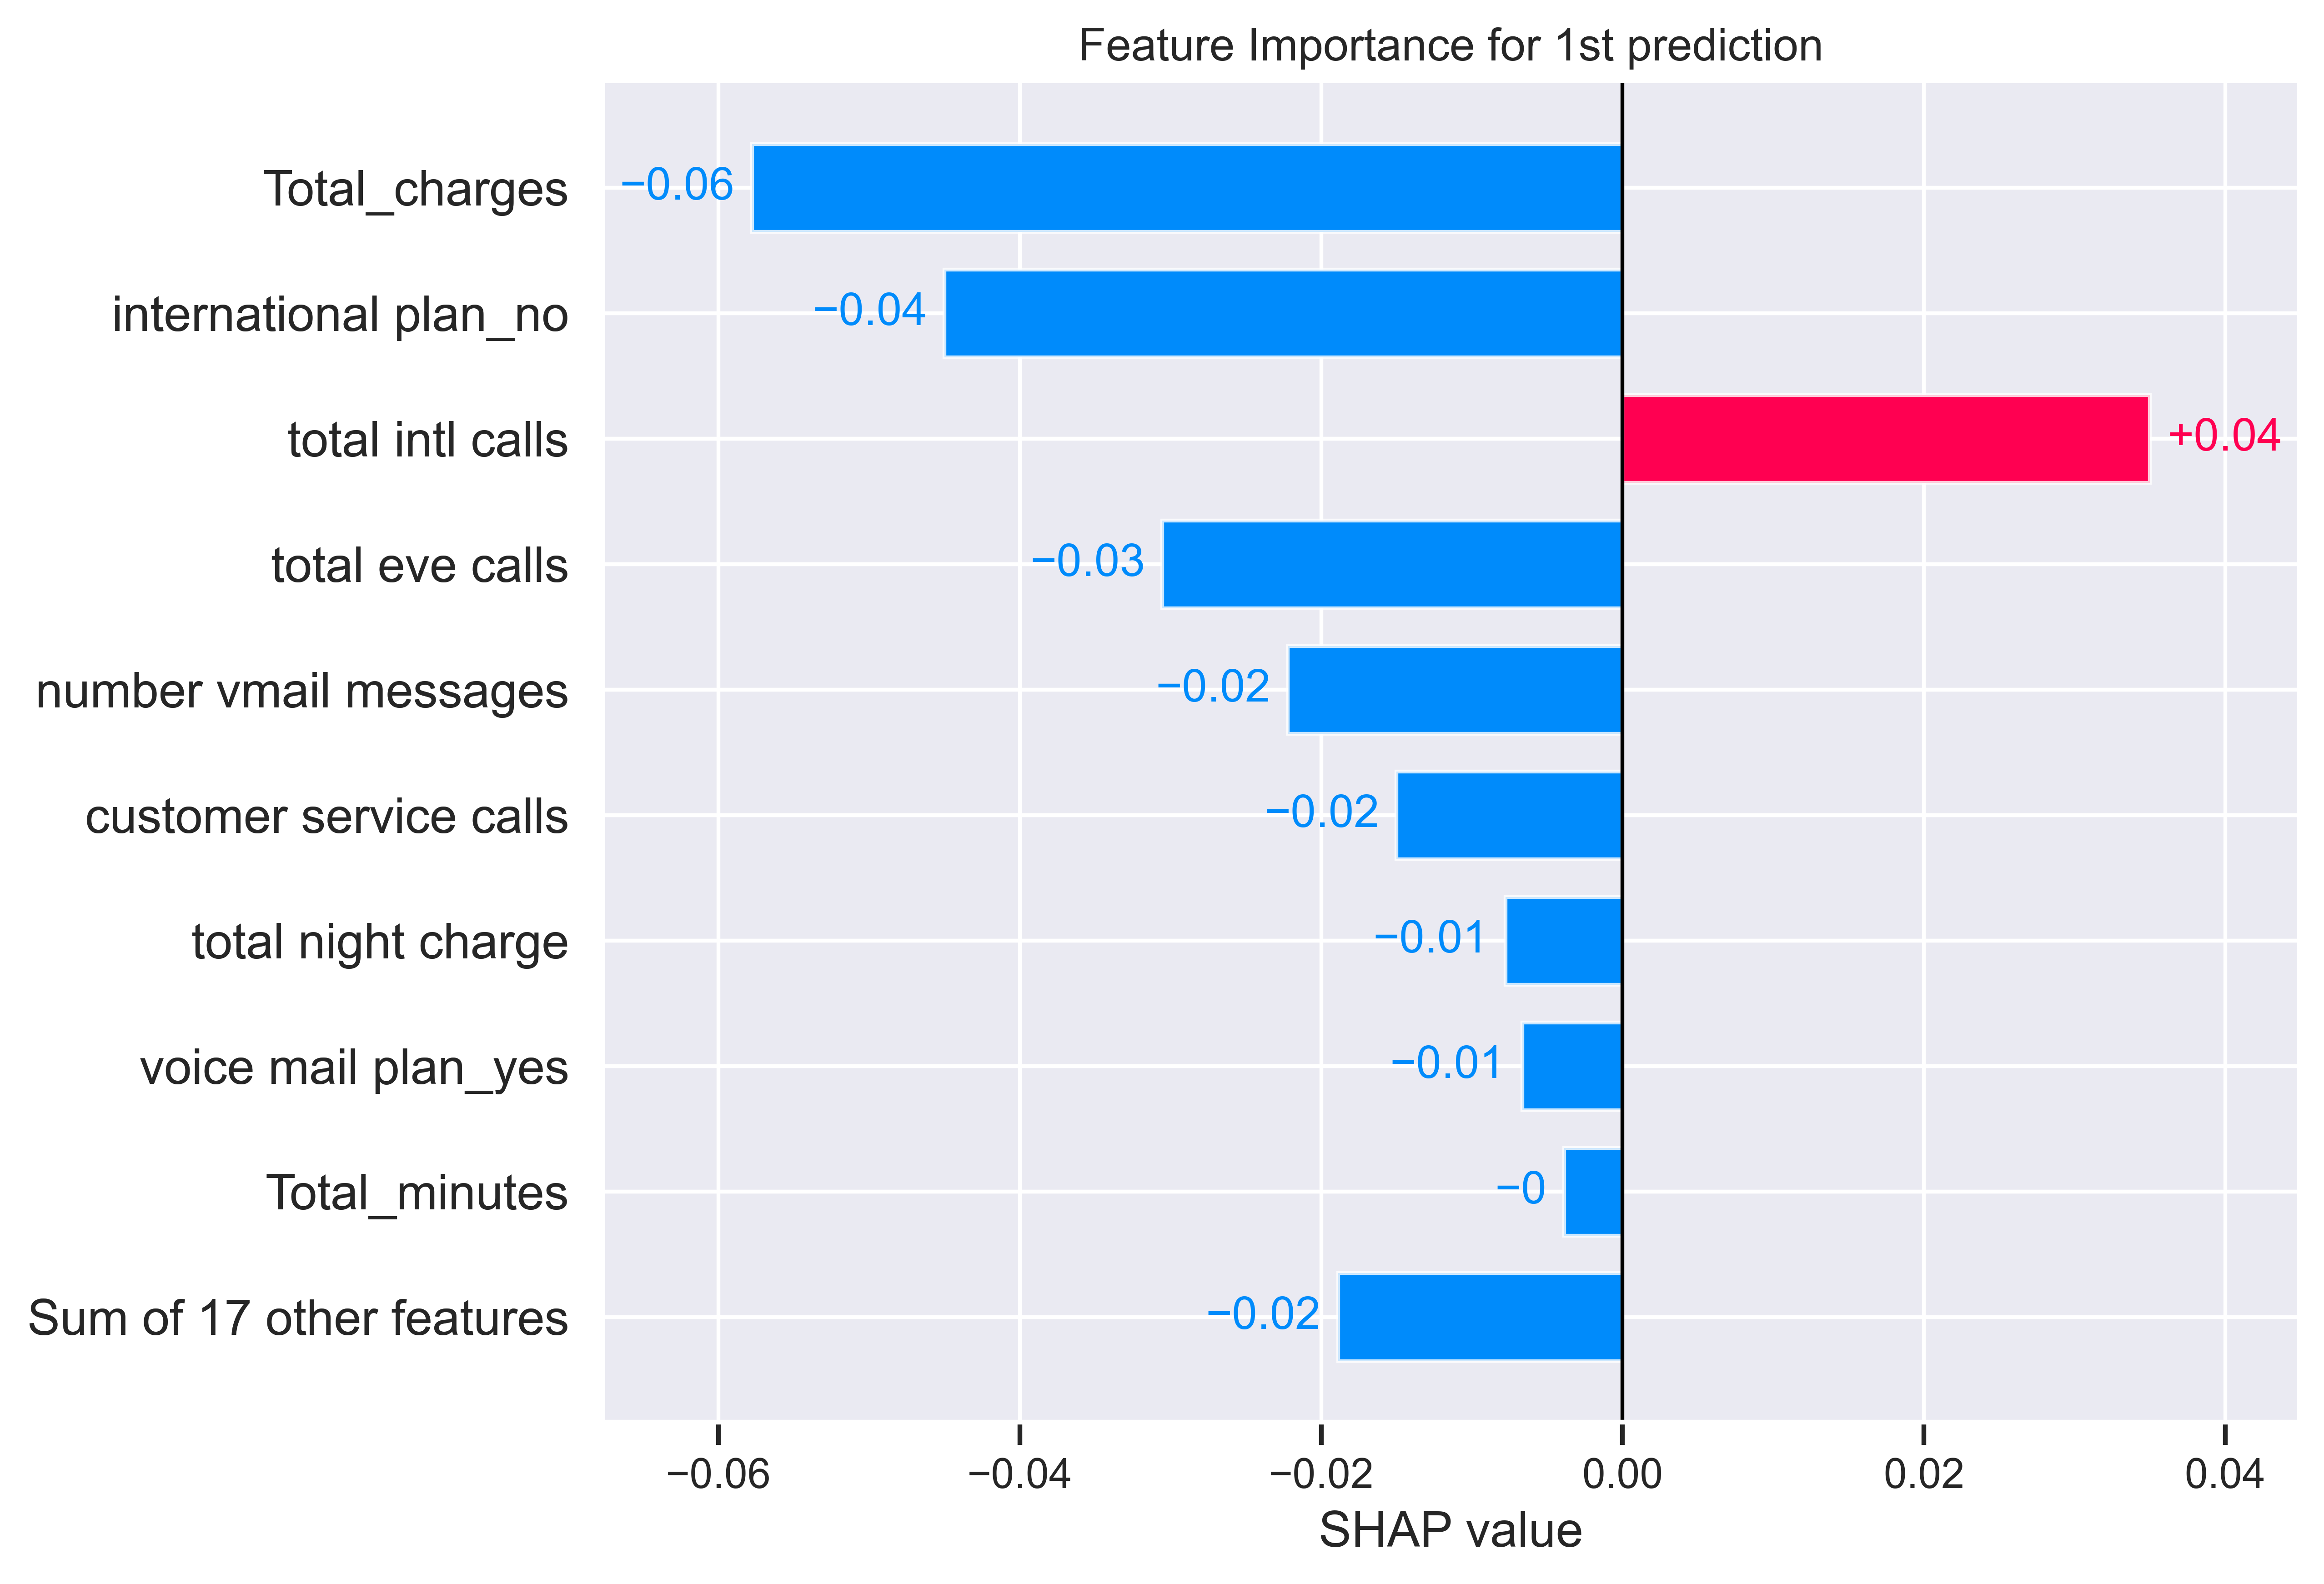 Feature Importance for 1st prediction
Total_charges
−0.06
international plan_no
−0.04
total intl calls
+0.04
total eve calls
−0.03
number vmail messages
−0.02
customer service calls
−0.02
total night charge
−0.01
voice mail plan_yes
−0.01
Total_minutes
−0
Sum of 17 other features
−0.02
−0.06 −0.04 −0.02 0.00 0.02 0.04
SHAP value